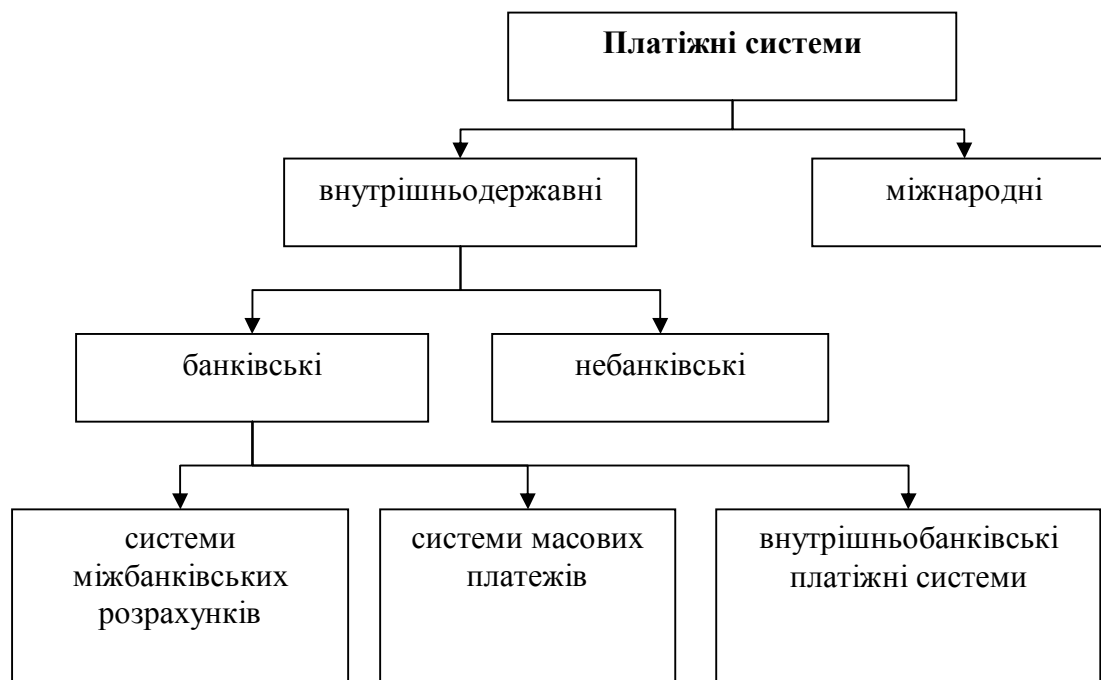 Платіжні системи
внутрішньодержавні
міжнародні
банківські
небанківські
системи
міжбанківських
розрахунків
системи масових
платежів
внутрішньобанківські
платіжні системи